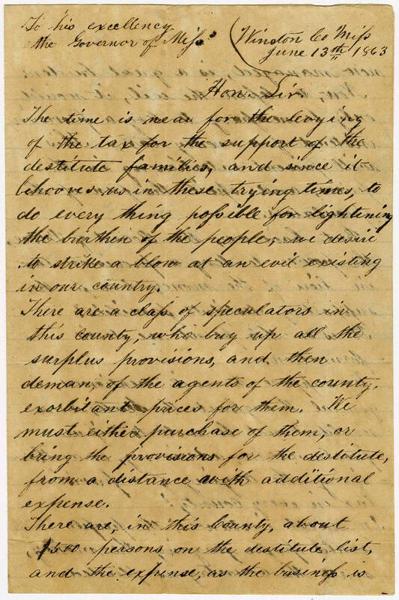 To his excellency
the Governor of Miss
Winston Co Miss
June 13th 1863
Hon. Sir
The time is near for the levying
of the tax for the support of the
destitute families, and since it
behooves us in these trying times, to
do every thing possible for lightening
the burthen of the people, we desire
to strike a blow at an evil existing
in our country.
There are a class of speculators in
this county, who buy up all the
surplus provisions, and then
deman, of the agents of the county,
exorbitant prices for them. We
must either purchase of them, or
bring the provisions for the destitute,
from a distance with additional
expense.
There are, in this County, about
1500 persons on the destitute list,
and the expense, as the business is